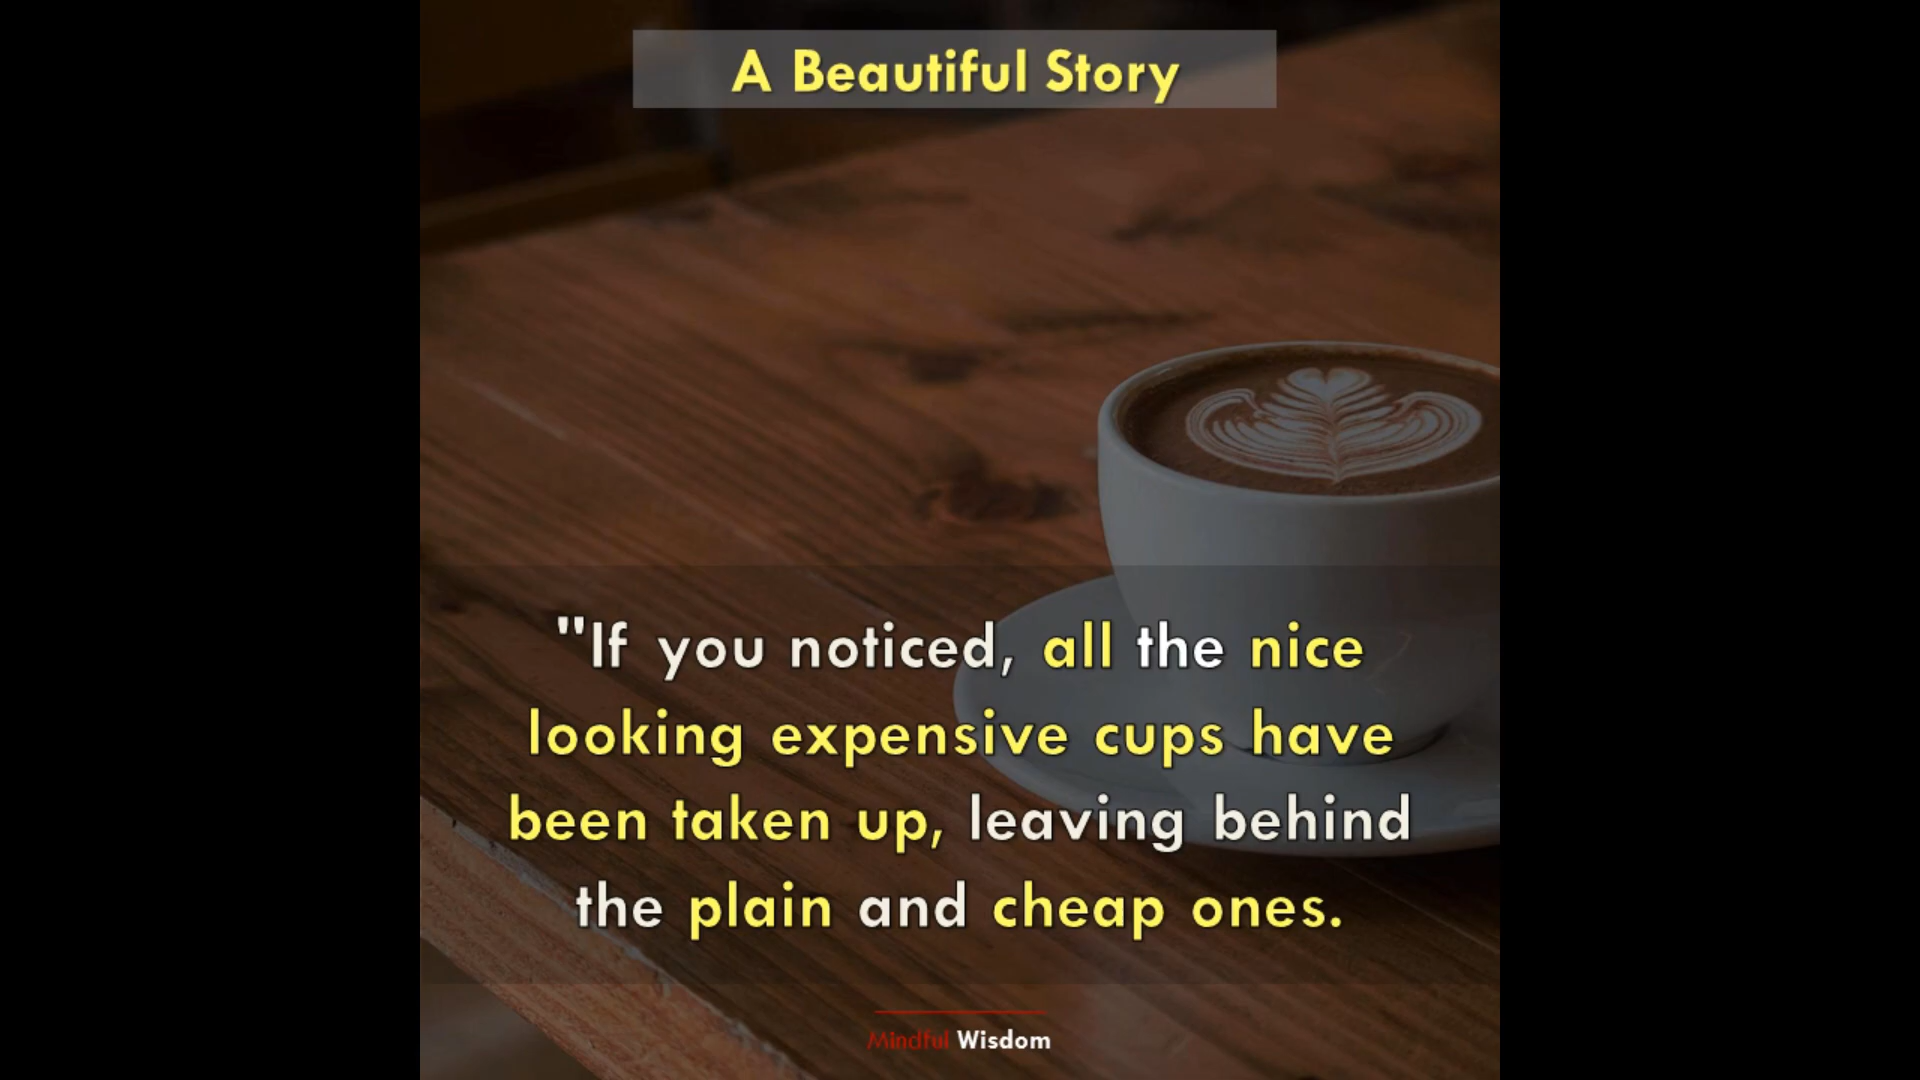 A Beautiful Story
"If you noticed, all the nice
looking expensive cups have
been taken up, leaving behind
the plain and cheap ones.
Mindful Wisdom